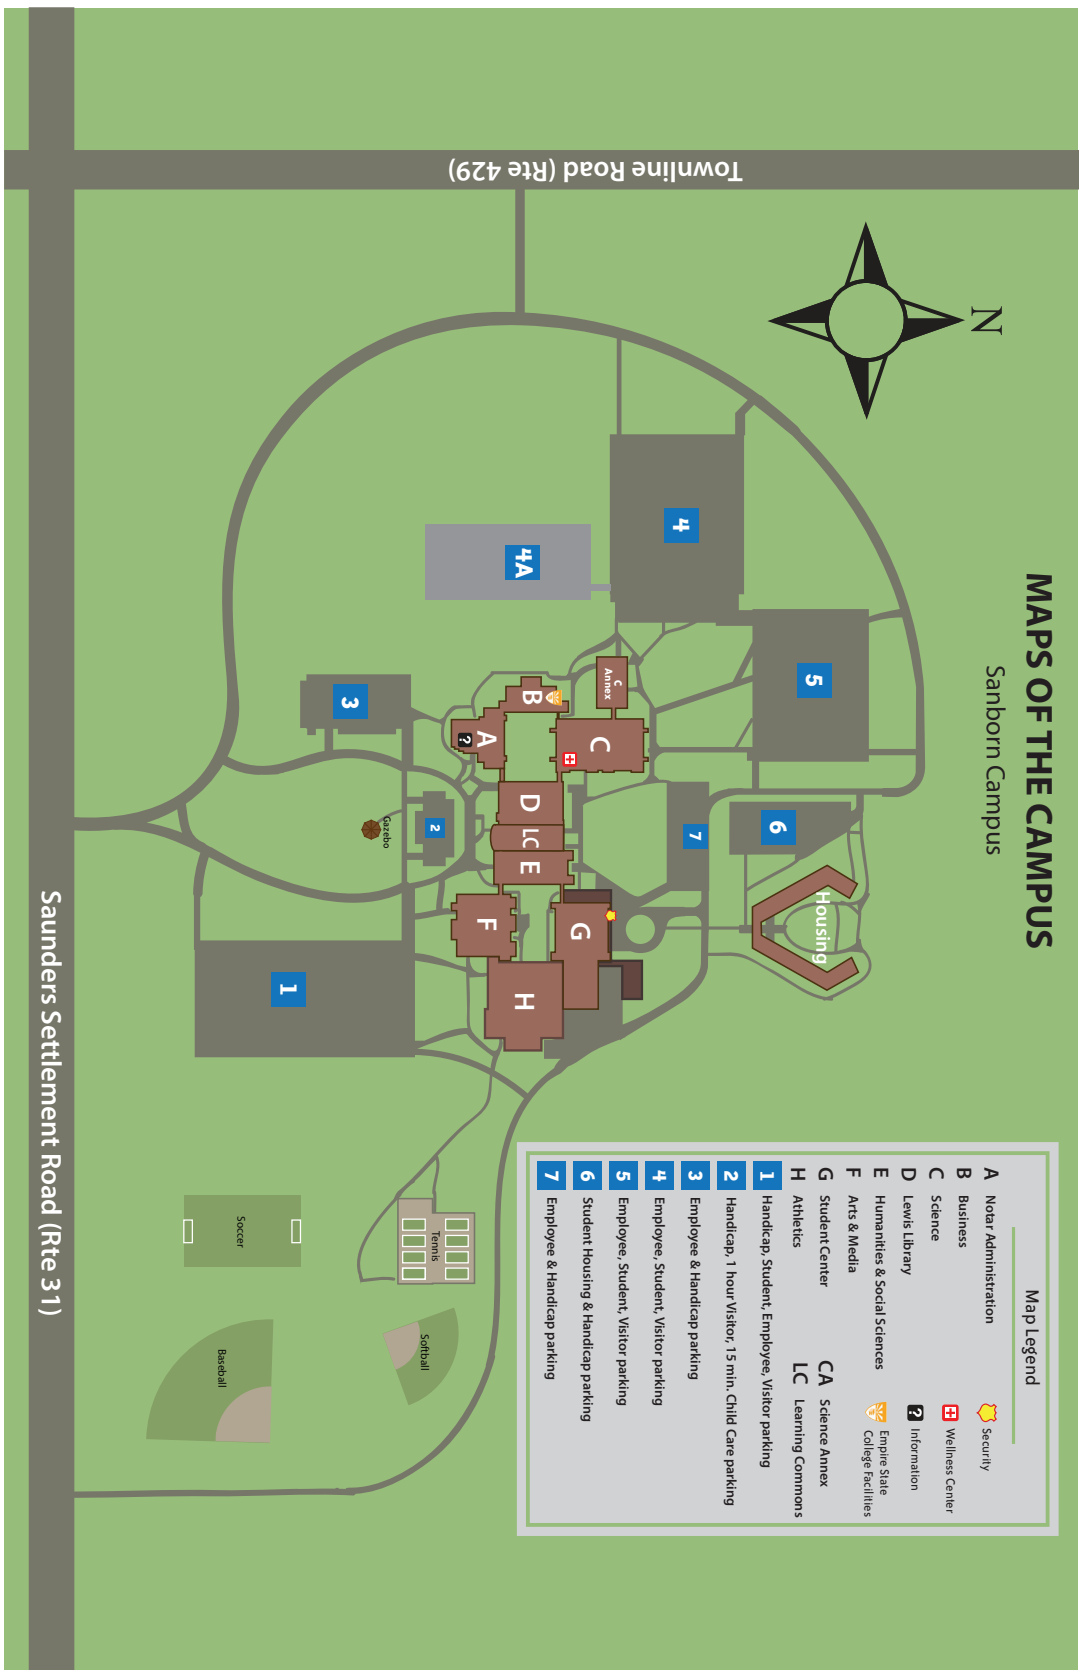 MAPS OF THE CAMPUS
Sanborn Campus
N
Townline Road (Rte 429)
4
4A
5
6
7
Housing
C
Annex
C
B
A
?
D
LC
E
F
G
H
3
2
1
Gazebo
Tennis
Softball
Soccer
Baseball
Saunders Settlement Road (Rte 31)
Map Legend
A Notar Administration
B Business
C Science
D Lewis Library
E Humanities & Social Sciences
F Arts & Media
G Student Center
H Athletics
CA Science Annex
LC Learning Commons
Security
Wellness Center
? Information
Empire State
College Facilities
1 Handicap, Student, Employee, Visitor parking
2 Handicap, 1 hour Visitor, 15 min. Child Care parking
3 Employee & Handicap parking
4 Employee, Student, Visitor parking
5 Employee, Student, Visitor parking
6 Student Housing & Handicap parking
7 Employee & Handicap parking